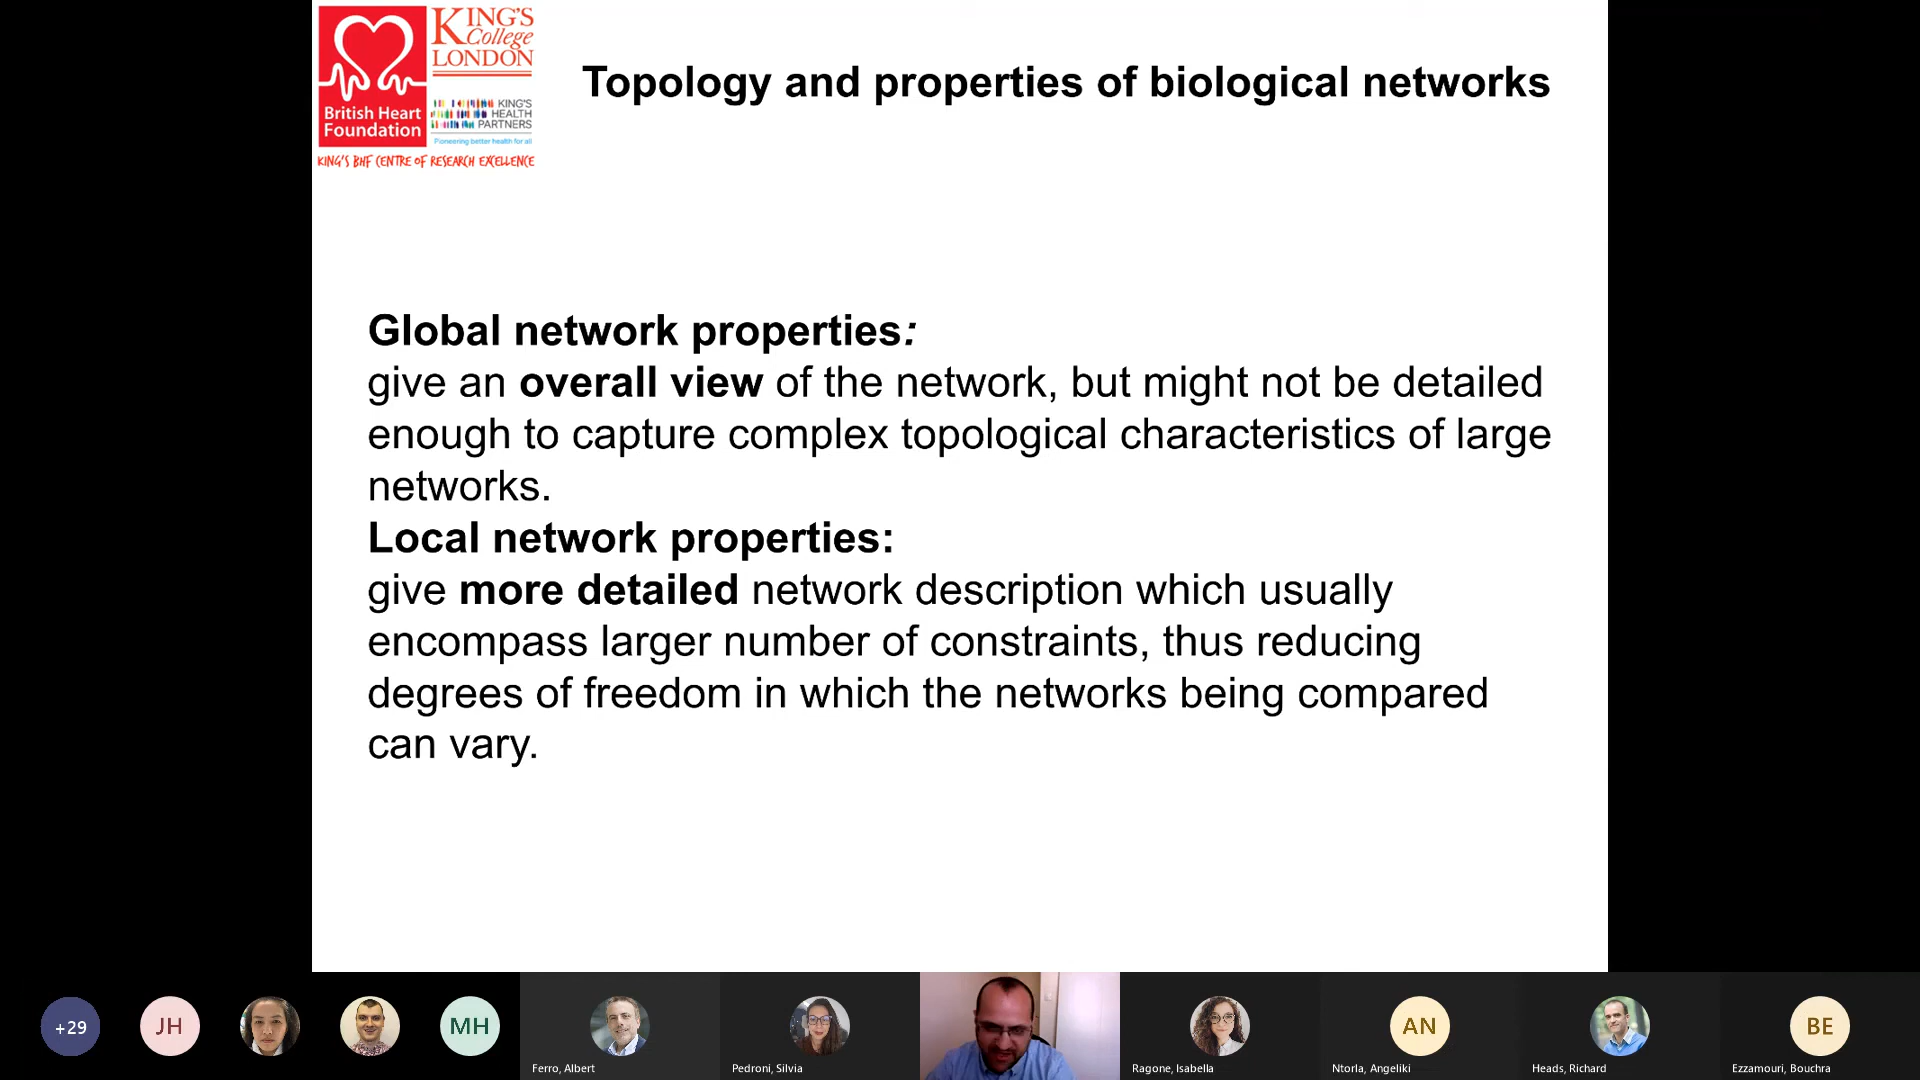 KING'S
College
LONDON
British Heart
Foundation
KING'S
HEALTH
PARTNERS
Pioneering better health for all
KING'S BHF CENTRE OF RESEARCH EXCELLENCE
Topology and properties of biological networks
Global network properties:
give an overall view of the network, but might not be detailed
enough to capture complex topological characteristics of large
networks.
Local network properties:
give more detailed network description which usually
encompass larger number of constraints, thus reducing
degrees of freedom in which the networks being compared
can vary.
+29
JH
MH
AN
BE
Ferro, Albert
Pedroni, Silvia
Ragone, Isabella
Ntorla, Angeliki
Heads, Richard
Ezzamouri, Bouchra